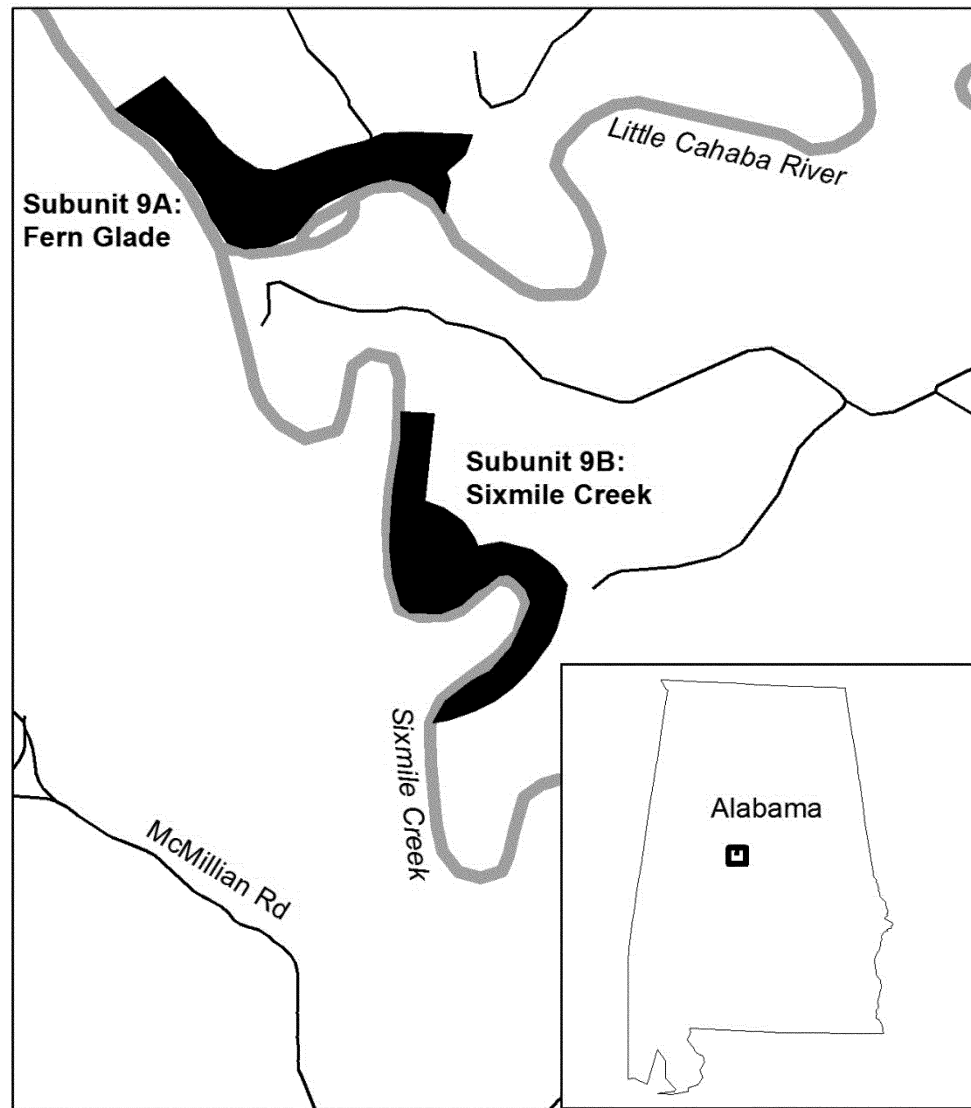 Little Cahaba River
Subunit 9A:
Fern Glade
Subunit 9B:
Sixmile Creek
Sixmile Creek
McMillian Rd
Alabama